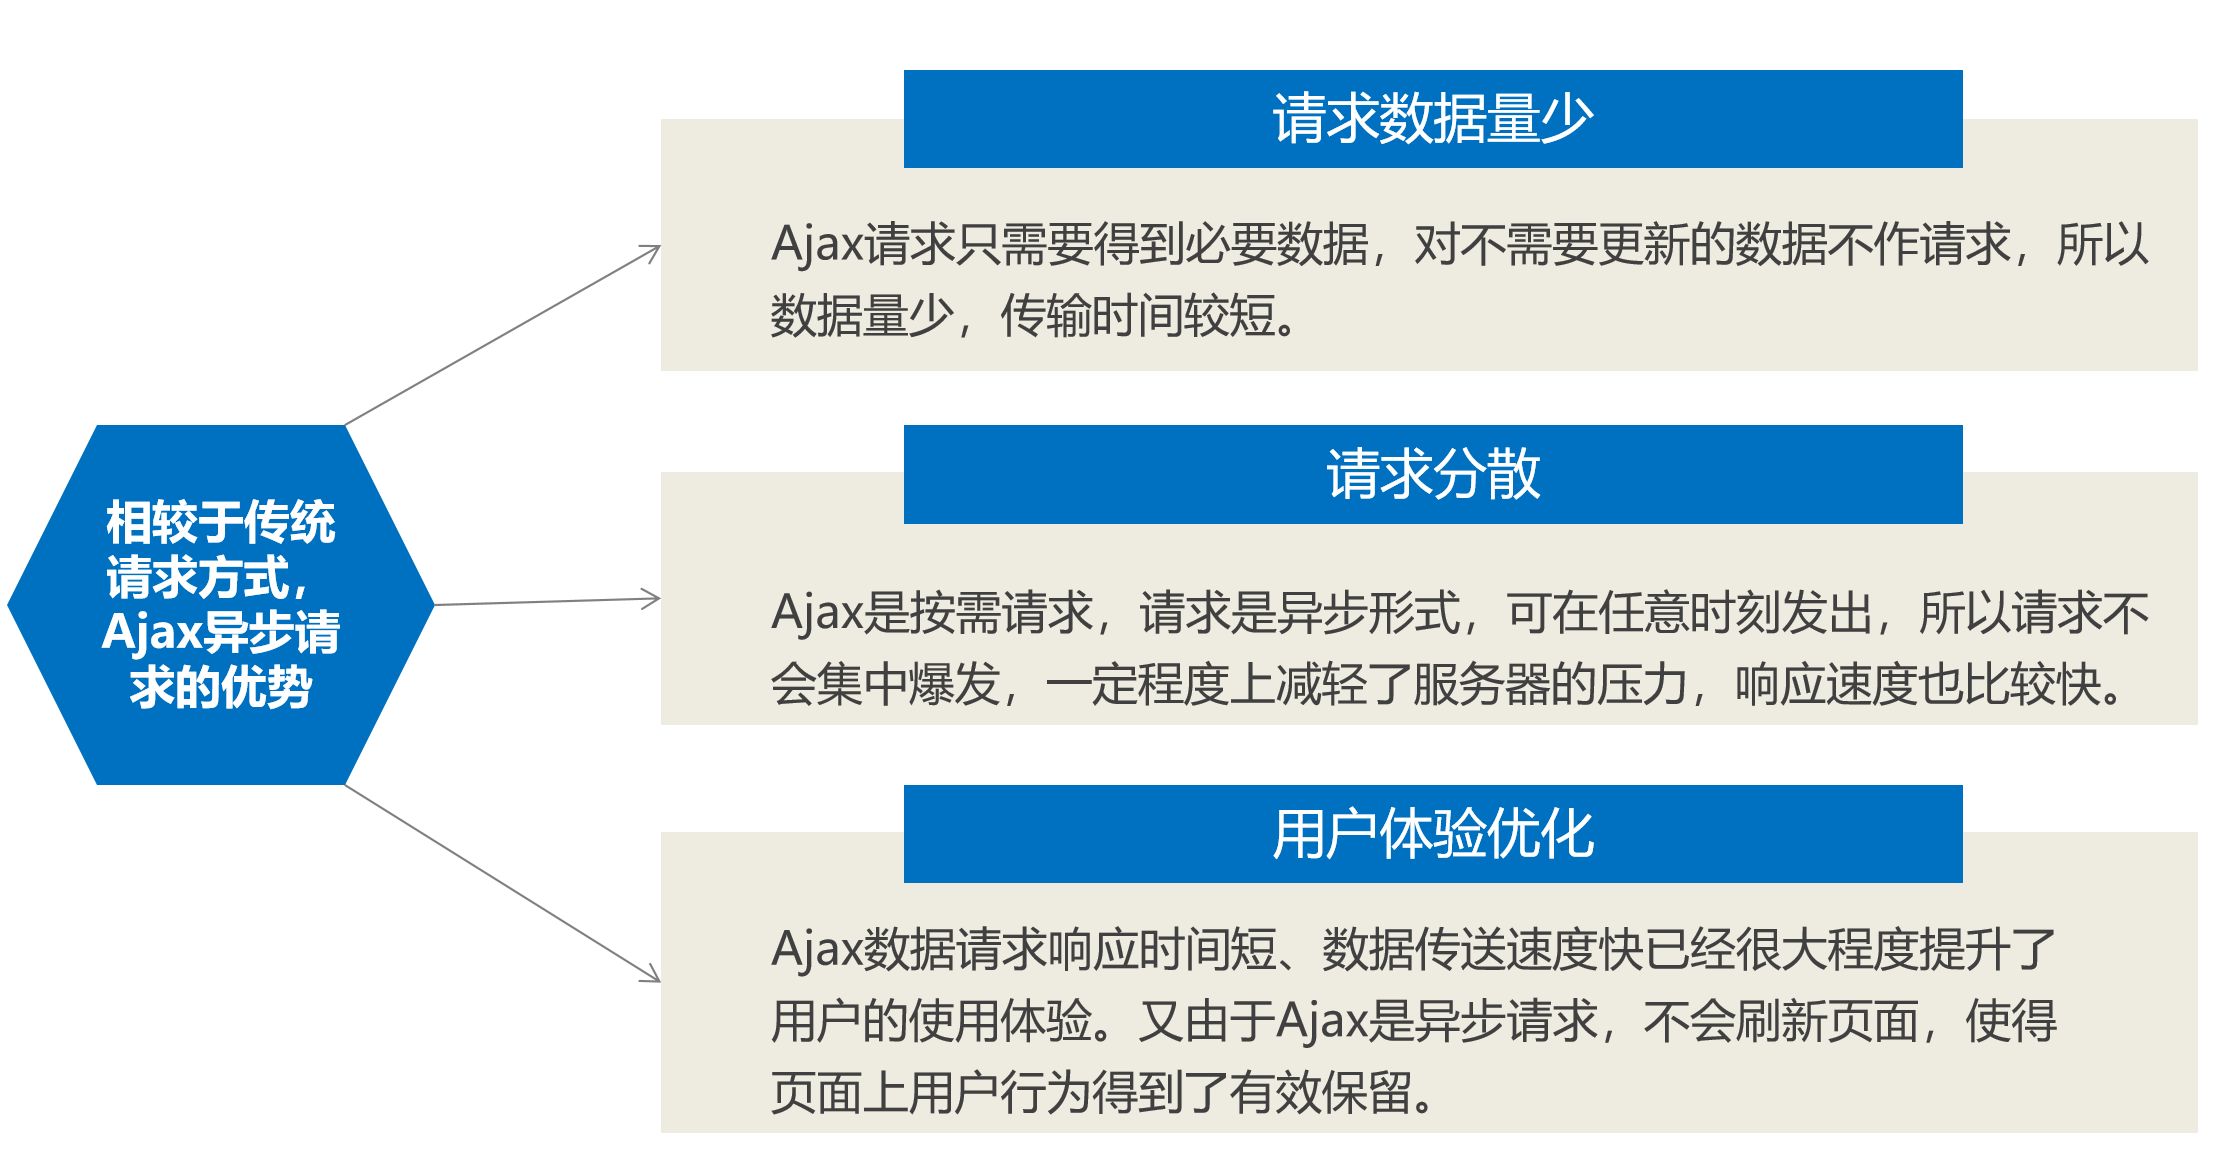 相较于传统
请求方式，
Ajax异步请
求的优势
请求数据量少
Ajax请求只需要得到必要数据，对不需要更新的数据不作请求，所以
数据量少，传输时间较短。
请求分散
Ajax是按需请求，请求是异步形式，可在任意时刻发出，所以请求不
会集中爆发，一定程度上减轻了服务器的压力，响应速度也比较快。
用户体验优化
Ajax数据请求响应时间短、数据传送速度快已经很大程度提升了
用户的使用体验。又由于Ajax是异步请求，不会刷新页面，使得
页面上用户行为得到了有效保留。